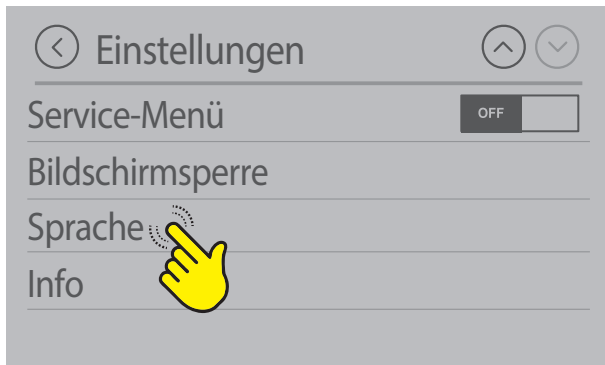 Einstellungen
Service-Menü OFF
Bildschirmsperre
Sprache
Info